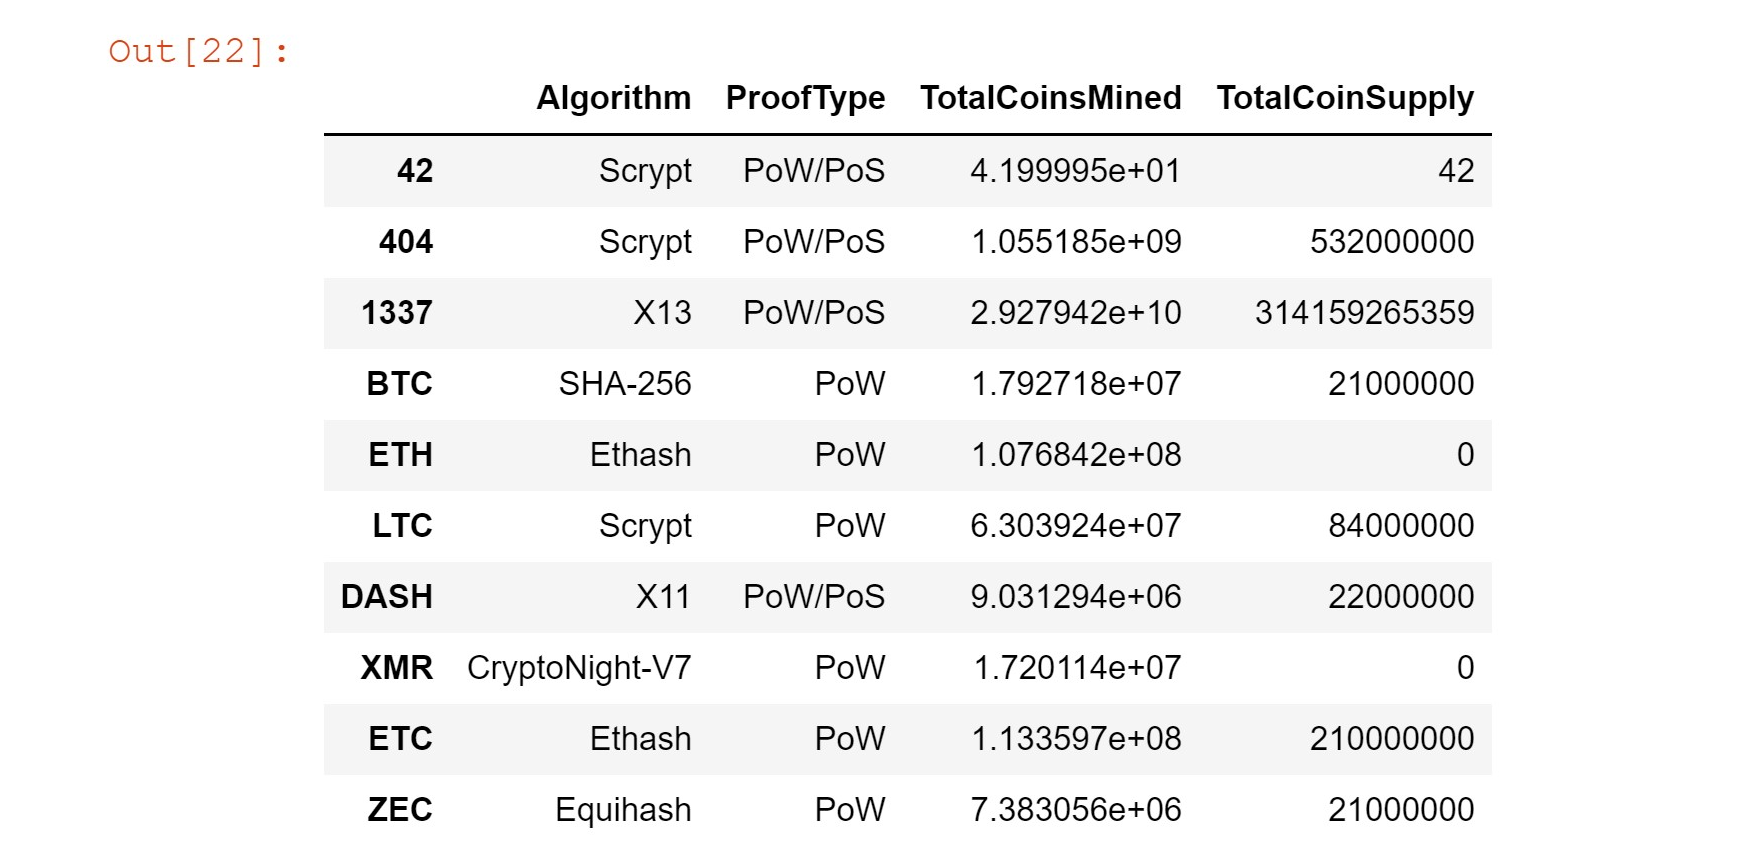 Out[22]:
Algorithm ProofType TotalCoinsMined TotalCoinSupply
42 Scrypt PoW/PoS 4.199995e+01 42
404 Scrypt PoW/PoS 1.055185e+09 532000000
1337 X13 PoW/PoS 2.927942e+10 314159265359
BTC SHA-256 PoW 1.792718e+07 21000000
ETH Ethash PoW 1.076842e+08 0
LTC Scrypt PoW 6.303924e+07 84000000
DASH X11 PoW/PoS 9.031294e+06 22000000
XMR CryptoNight-V7 PoW 1.720114e+07 0
ETC Ethash PoW 1.133597e+08 210000000
ZEC Equihash PoW 7.383056e+06 21000000